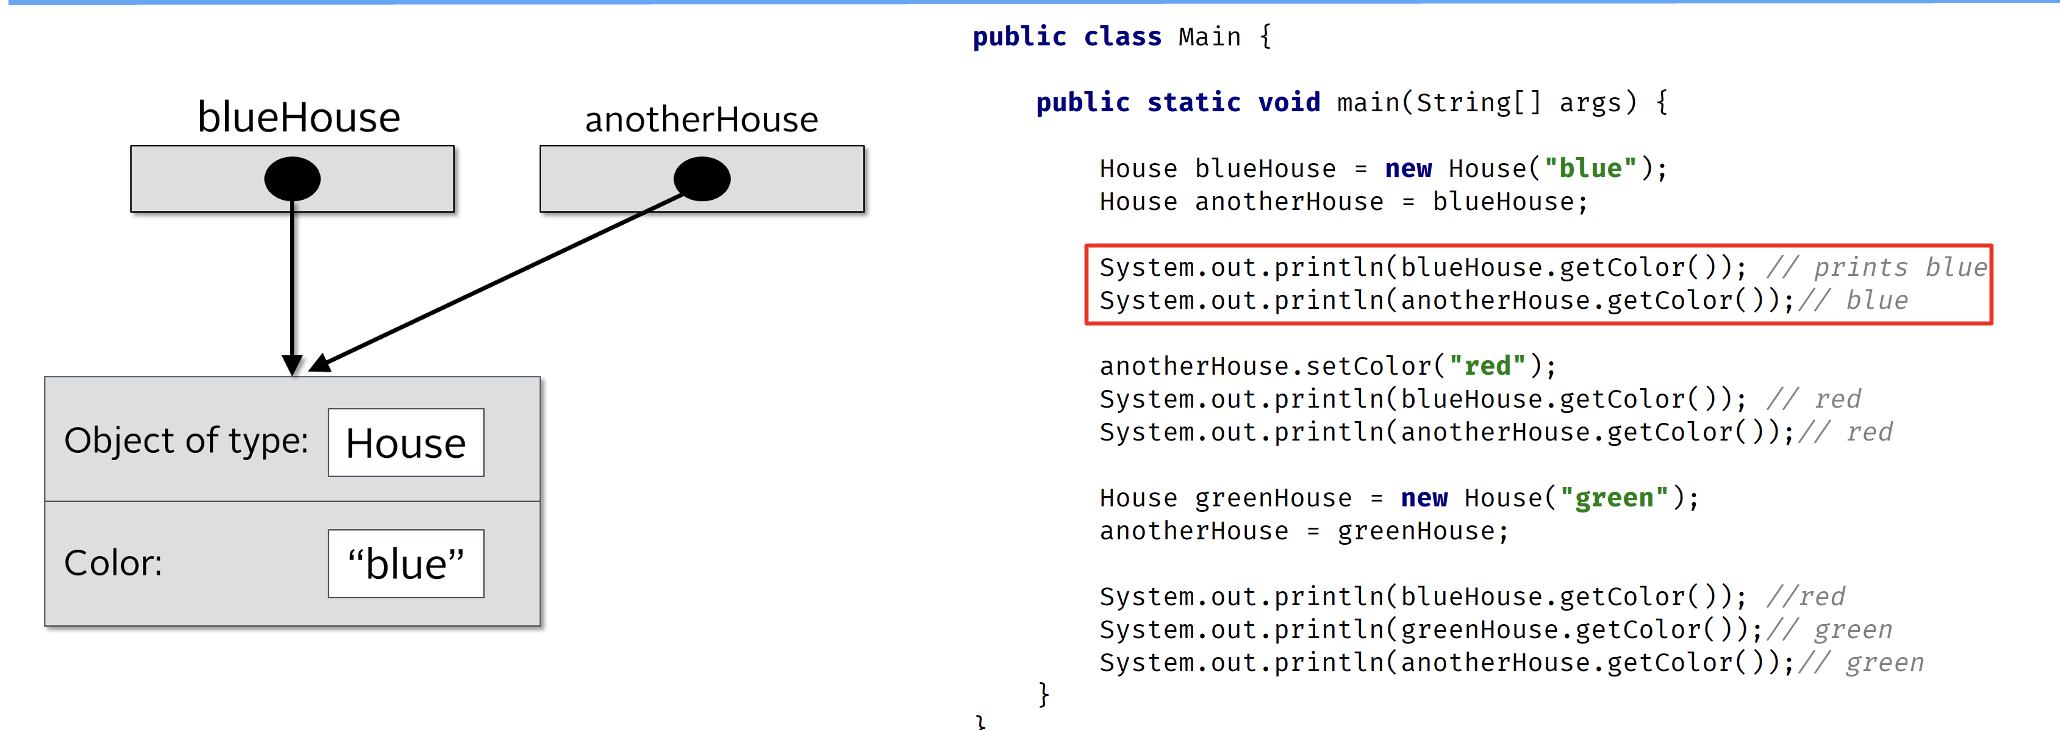 blueHouse
anotherHouse
Object of type: House
Color: “blue”
public class Main {
public static void main(String[] args) {
House blueHouse = new House("blue");
House anotherHouse = blueHouse;
System.out.println(blueHouse.getColor()); // prints blue
System.out.println(anotherHouse.getColor());// blue
anotherHouse.setColor("red");
System.out.println(blueHouse.getColor()); // red
System.out.println(anotherHouse.getColor());// red
House greenHouse = new House("green");
anotherHouse = greenHouse;
System.out.println(blueHouse.getColor()); //red
System.out.println(greenHouse.getColor());// green
System.out.println(anotherHouse.getColor());// green
}
}